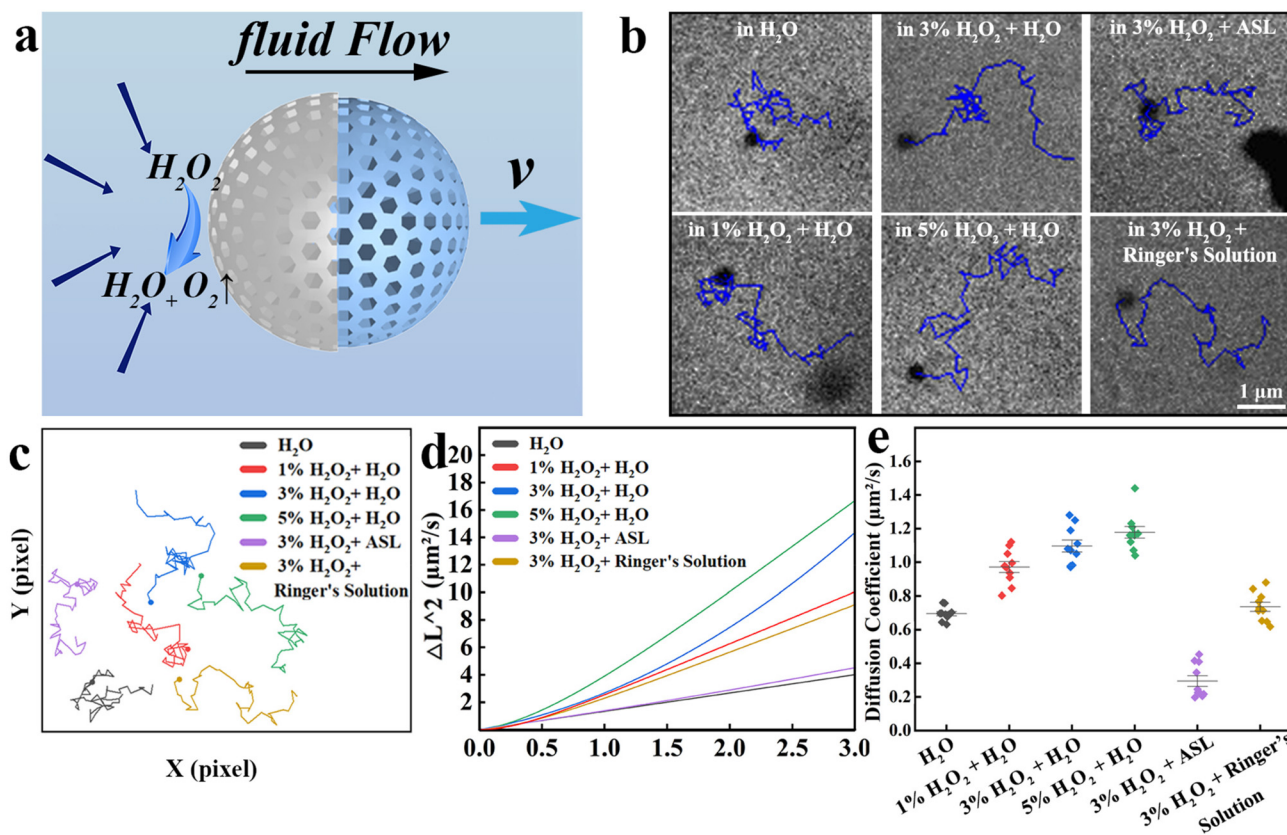 a
fluid Flow
H₂O₂
H₂O + O₂↑
v
b
in H₂O
in 3% H₂O₂ + H₂O
in 3% H₂O₂ + ASL
in 1% H₂O₂ + H₂O
in 5% H₂O₂ + H₂O
in 3% H₂O₂ +
Ringer's Solution
1 μm
c
H₂O
1% H₂O₂+ H₂O
3% H₂O₂+ H₂O
5% H₂O₂+ H₂O
3% H₂O₂+ ASL
3% H₂O₂+
Ringer's Solution
Y (pixel)
X (pixel)
d
H₂O
1% H₂O₂+ H₂O
3% H₂O₂+ H₂O
5% H₂O₂+ H₂O
3% H₂O₂+ ASL
3% H₂O₂+ Ringer's Solution
△L^2 (μm²/s)
20
18
16
14
12
10
8
6
4
2
0.0 0.5 1.0 1.5 2.0 2.5 3.0
e
Diffusion Coefficient (μm²/s)
1.6
1.4
1.2
1.0
0.8
0.6
0.4
0.2
0.0
H₂O
1% H₂O₂ + H₂O
3% H₂O₂ + H₂O
5% H₂O₂ + H₂O
3% H₂O₂ + ASL
3% H₂O₂ + Ringer's
Solution